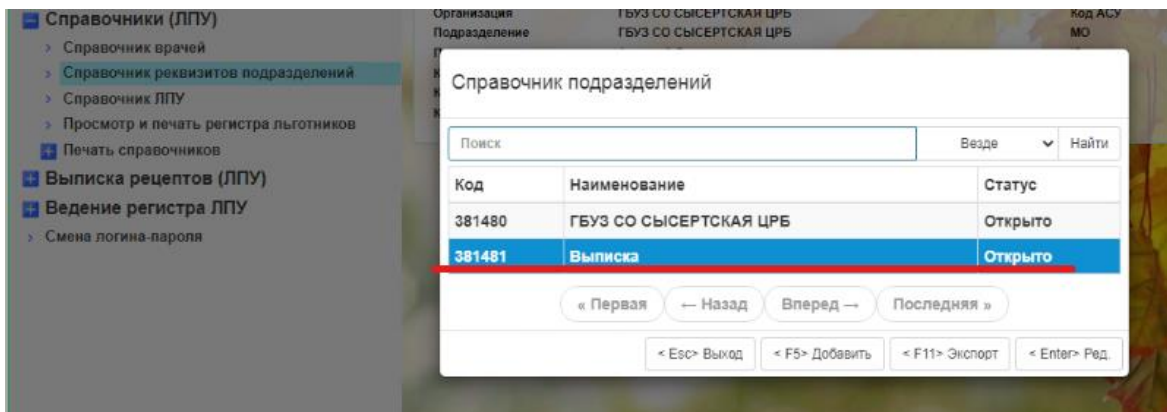 Справочники (ЛПУ)
Справочник врачей
Справочник реквизитов подразделений
Справочник ЛПУ
Просмотр и печать регистра льготников
Печать справочников
Выписка рецептов (ЛПУ)
Ведение регистра ЛПУ
Смена логина-пароля
Организация ГБУЗ СО СЫСЕРТСКАЯ ЦРБ Код АСУ
Подразделение ГБУЗ СО СЫСЕРТСКАЯ ЦРБ МО
Справочник подразделений
Поиск Везде Найти
Код Наименование Статус
381480 ГБУЗ СО СЫСЕРТСКАЯ ЦРБ Открыто
381481 Выписка Открыто
« Первая ← Назад Вперед → Последняя »
< Esc> Выход < F5> Добавить < F11> Экспорт < Enter> Ред.